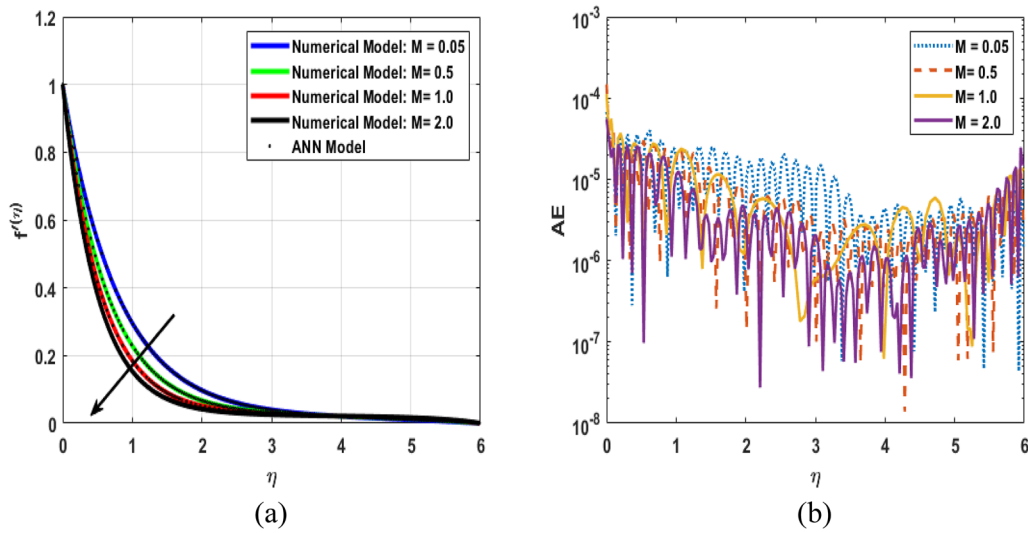 1.2
1
0.8
0.6
0.4
0.2
0
f'(η)
0 1 2 3 4 5 6
η
Numerical Model: M = 0.05
Numerical Model: M= 0.5
Numerical Model: M= 1.0
Numerical Model: M= 2.0
ANN Model
(a)
10^-3
10^-4
10^-5
10^-6
10^-7
10^-8
AE
0 1 2 3 4 5 6
η
M = 0.05
M= 0.5
M= 1.0
M = 2.0
(b)